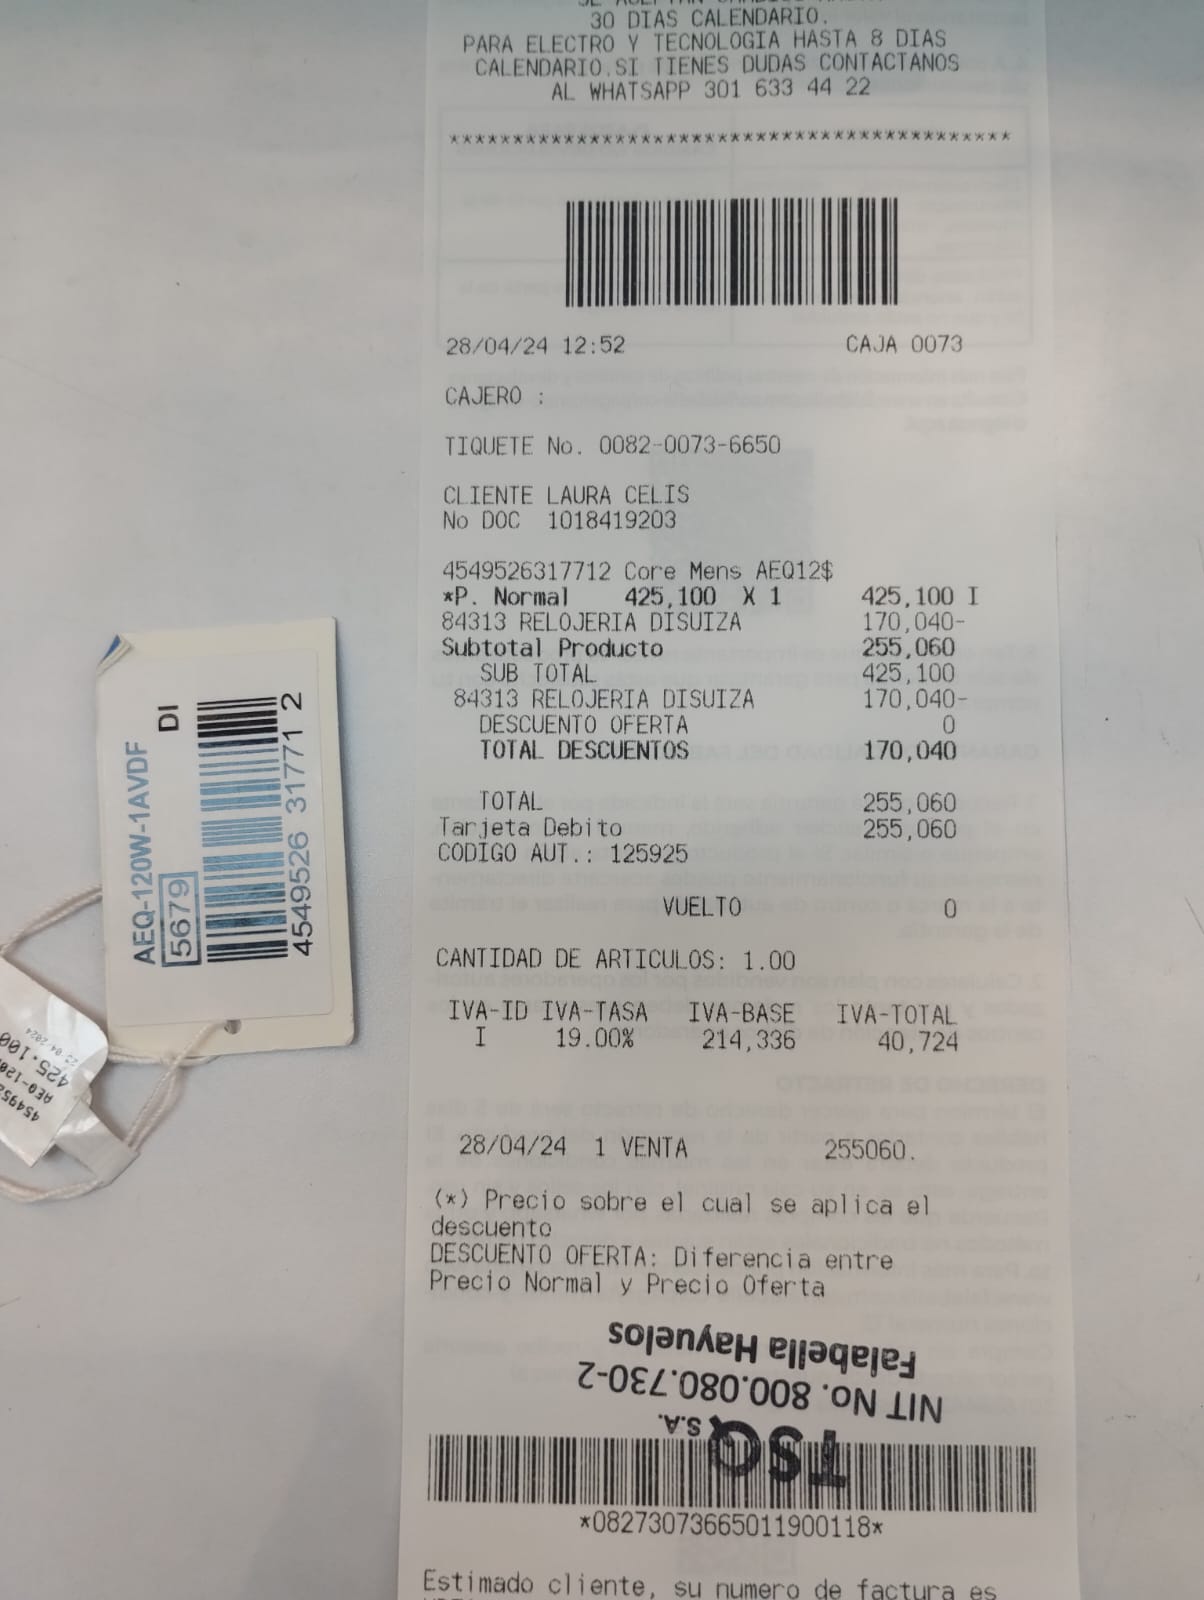 30 DIAS CALENDARIO.
PARA ELECTRO Y TECNOLOGIA HASTA 8 DIAS
CALENDARIO.SI TIENES DUDAS CONTACTANOS
AL WHATSAPP 301 633 44 22
********************************************
28/04/24 12:52 CAJA 0073
CAJERO :
TIQUETE No. 0082-0073-6650
CLIENTE LAURA CELIS
No DOC 1018419203
4549526317712 Core Mens AEQ12$
*P. Normal 425,100 X 1 425,100 I
84313 RELOJERIA DISUIZA 170,040-
Subtotal Producto 255,060
SUB TOTAL 425,100
84313 RELOJERIA DISUIZA 170,040-
DESCUENTO OFERTA 0
TOTAL DESCUENTOS 170,040
TOTAL 255,060
Tarjeta Debito 255,060
CODIGO AUT.: 125925
VUELTO 0
CANTIDAD DE ARTICULOS: 1.00
IVA-ID IVA-TASA IVA-BASE IVA-TOTAL
I 19.00% 214,336 40,724
28/04/24 1 VENTA 255060.
(*) Precio sobre el cual se aplica el
descuento
DESCUENTO OFERTA: Diferencia entre
Precio Normal y Precio Oferta
TSQ S.A.
NIT No. 800.080.730-2
Falabella Hayuelos
*08273073665011900118*
Estimado cliente, su numero de factura es
AEQ-120W-1AVDF
5679 DI
4549526 31771 2
425.100